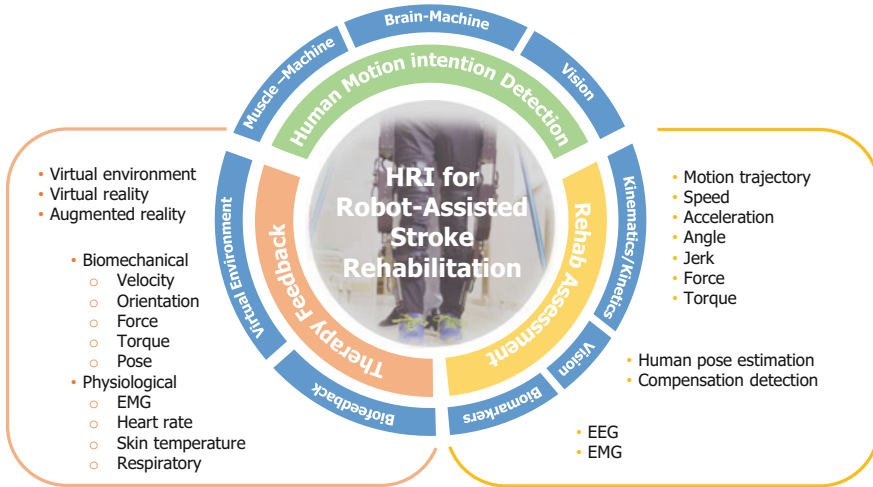 Brain-Machine
Muscle –Machine
Vision
Human Motion intention Detection
HRI for
Robot-Assisted
Stroke
Rehabilitation
Therapy Feedback
Rehab Assessment
Virtual Environment
Biofeedback
Kinematics/Kinetics
Vision
Biomarkers
• Virtual environment
• Virtual reality
• Augmented reality
• Biomechanical
o Velocity
o Orientation
o Force
o Torque
o Pose
• Physiological
o EMG
o Heart rate
o Skin temperature
o Respiratory
• Motion trajectory
• Speed
• Acceleration
• Angle
• Jerk
• Force
• Torque
• Human pose estimation
• Compensation detection
• EEG
• EMG